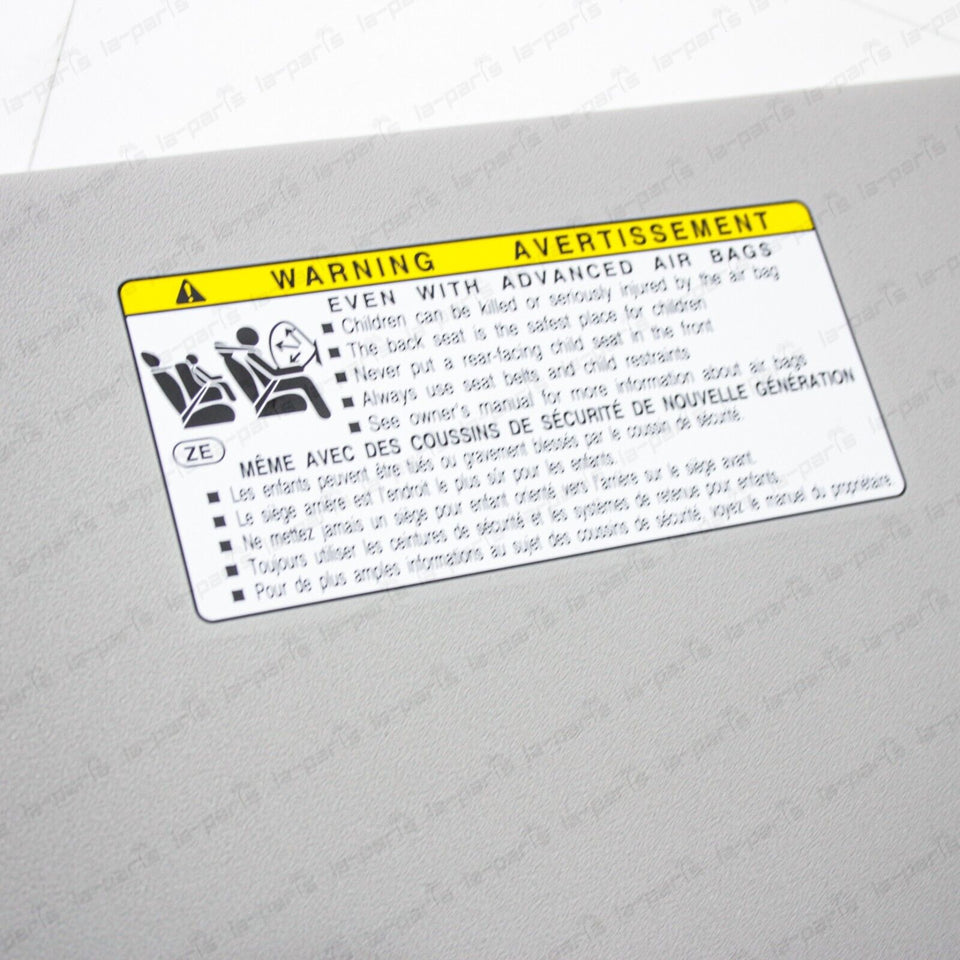 WARNING AVERTISSEMENT
EVEN WITH ADVANCED AIR BAGS
■ Children can be killed or seriously injured by the air bag
■ The back seat is the safest place for children
■ Never put a rear-facing child seat in the front
■ Always use seat belts and child restraints
■ See owner's manual for more information about air bags
ZE
MÊME AVEC DES COUSSINS DE SÉCURITÉ DE NOUVELLE GÉNÉRATION
■ Les enfants peuvent être tués ou gravement blessés par le coussin de sécurité.
■ Le siège arrière est l'endroit le plus sûr pour les enfants.
■ Ne mettez jamais un siège pour enfant orienté vers l'arrière sur le siège avant.
■ Toujours utiliser les ceintures de sécurité et les systèmes de retenue pour enfants.
■ Pour de plus amples informations au sujet des coussins de sécurité, voyez le manuel du propriétaire.
la-paris